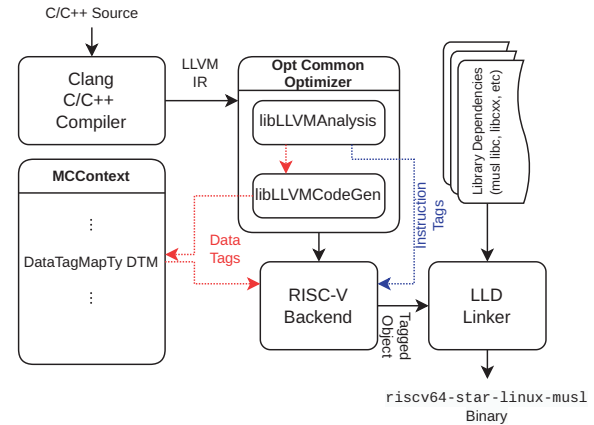 C/C++ Source
Clang
C/C++
Compiler
LLVM
IR
Opt Common
Optimizer
libLLVMAnalysis
libLLVMCodeGen
Library Dependencies
(musl libc, libcxx, etc)
MCContext
⋮
DataTagMapTy DTM
⋮
Data
Tags
Instruction
Tags
RISC-V
Backend
Tagged
Object
LLD
Linker
riscv64-star-linux-musl
Binary